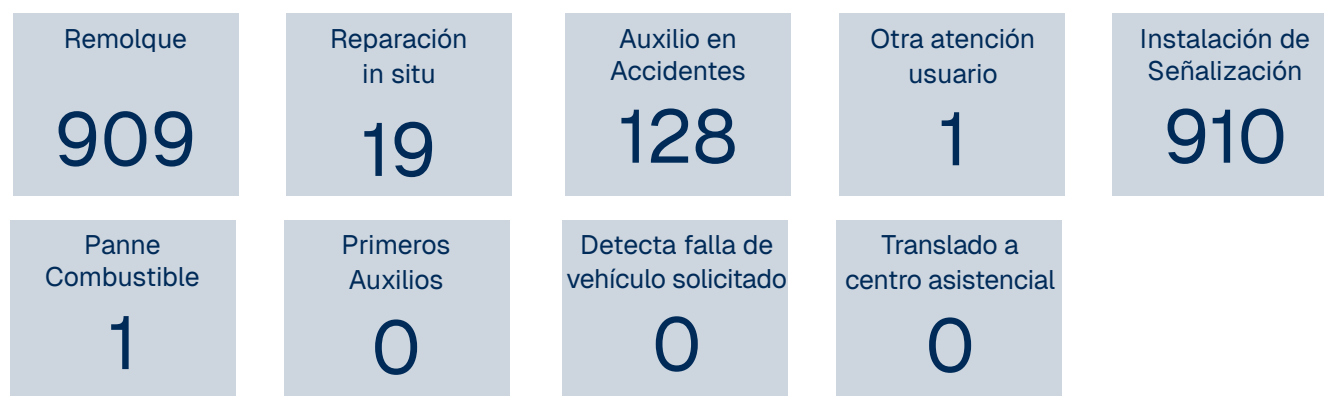 Remolque
909
Reparación
in situ
19
Auxilio en
Accidentes
128
Otra atención
usuario
1
Instalación de
Señalización
910
Panne
Combustible
1
Primeros
Auxilios
0
Detecta falla de
vehículo solicitado
0
Translado a
centro asistencial
0